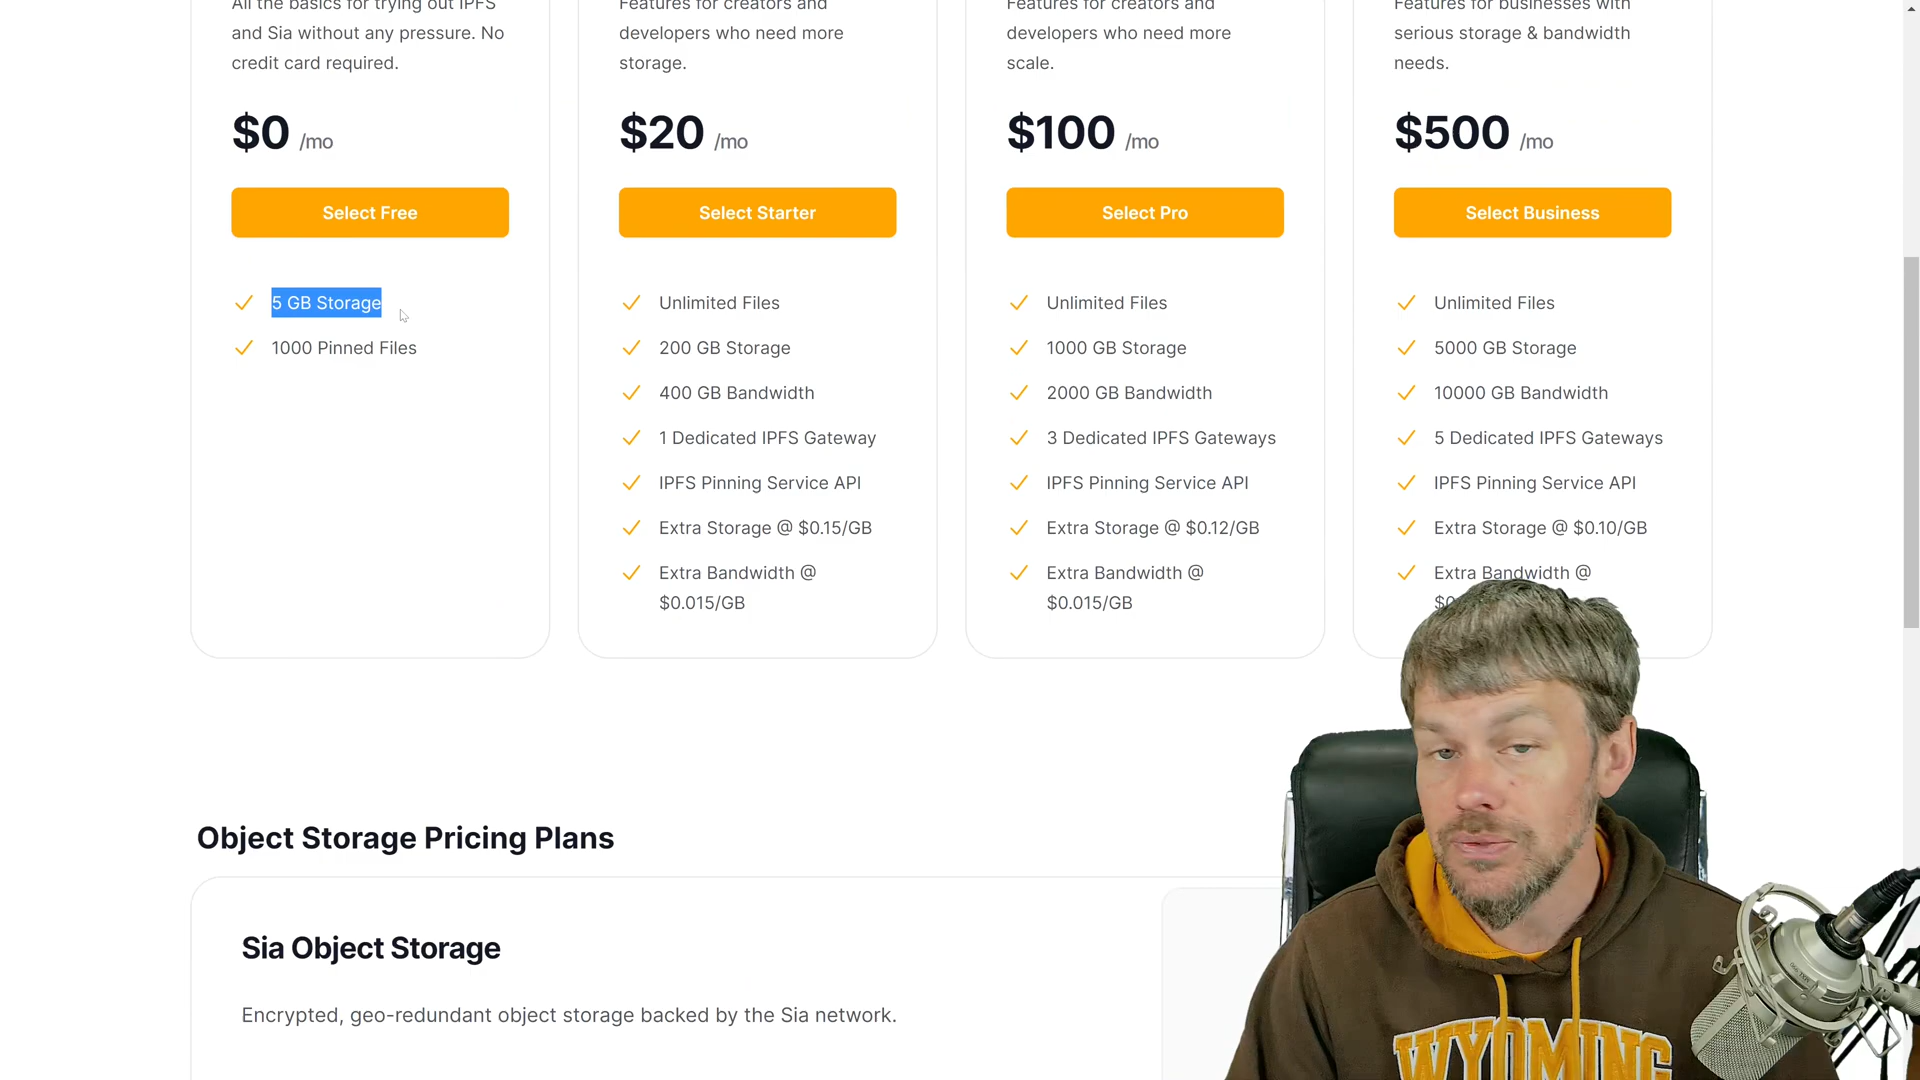 All the basics for trying out IPFS
and Sia without any pressure. No
credit card required.
$0 /mo
Select Free
5 GB Storage
1000 Pinned Files
Features for creators and
developers who need more
storage.
$20 /mo
Select Starter
Unlimited Files
200 GB Storage
400 GB Bandwidth
1 Dedicated IPFS Gateway
IPFS Pinning Service API
Extra Storage @ $0.15/GB
Extra Bandwidth @
$0.015/GB
Features for creators and
developers who need more
scale.
$100 /mo
Select Pro
Unlimited Files
1000 GB Storage
2000 GB Bandwidth
3 Dedicated IPFS Gateways
IPFS Pinning Service API
Extra Storage @ $0.12/GB
Extra Bandwidth @
$0.015/GB
Features for businesses with
serious storage & bandwidth
needs.
$500 /mo
Select Business
Unlimited Files
5000 GB Storage
10000 GB Bandwidth
5 Dedicated IPFS Gateways
IPFS Pinning Service API
Extra Storage @ $0.10/GB
Extra Bandwidth @
Object Storage Pricing Plans
Sia Object Storage
Encrypted, geo-redundant object storage backed by the Sia network.
WYOMING